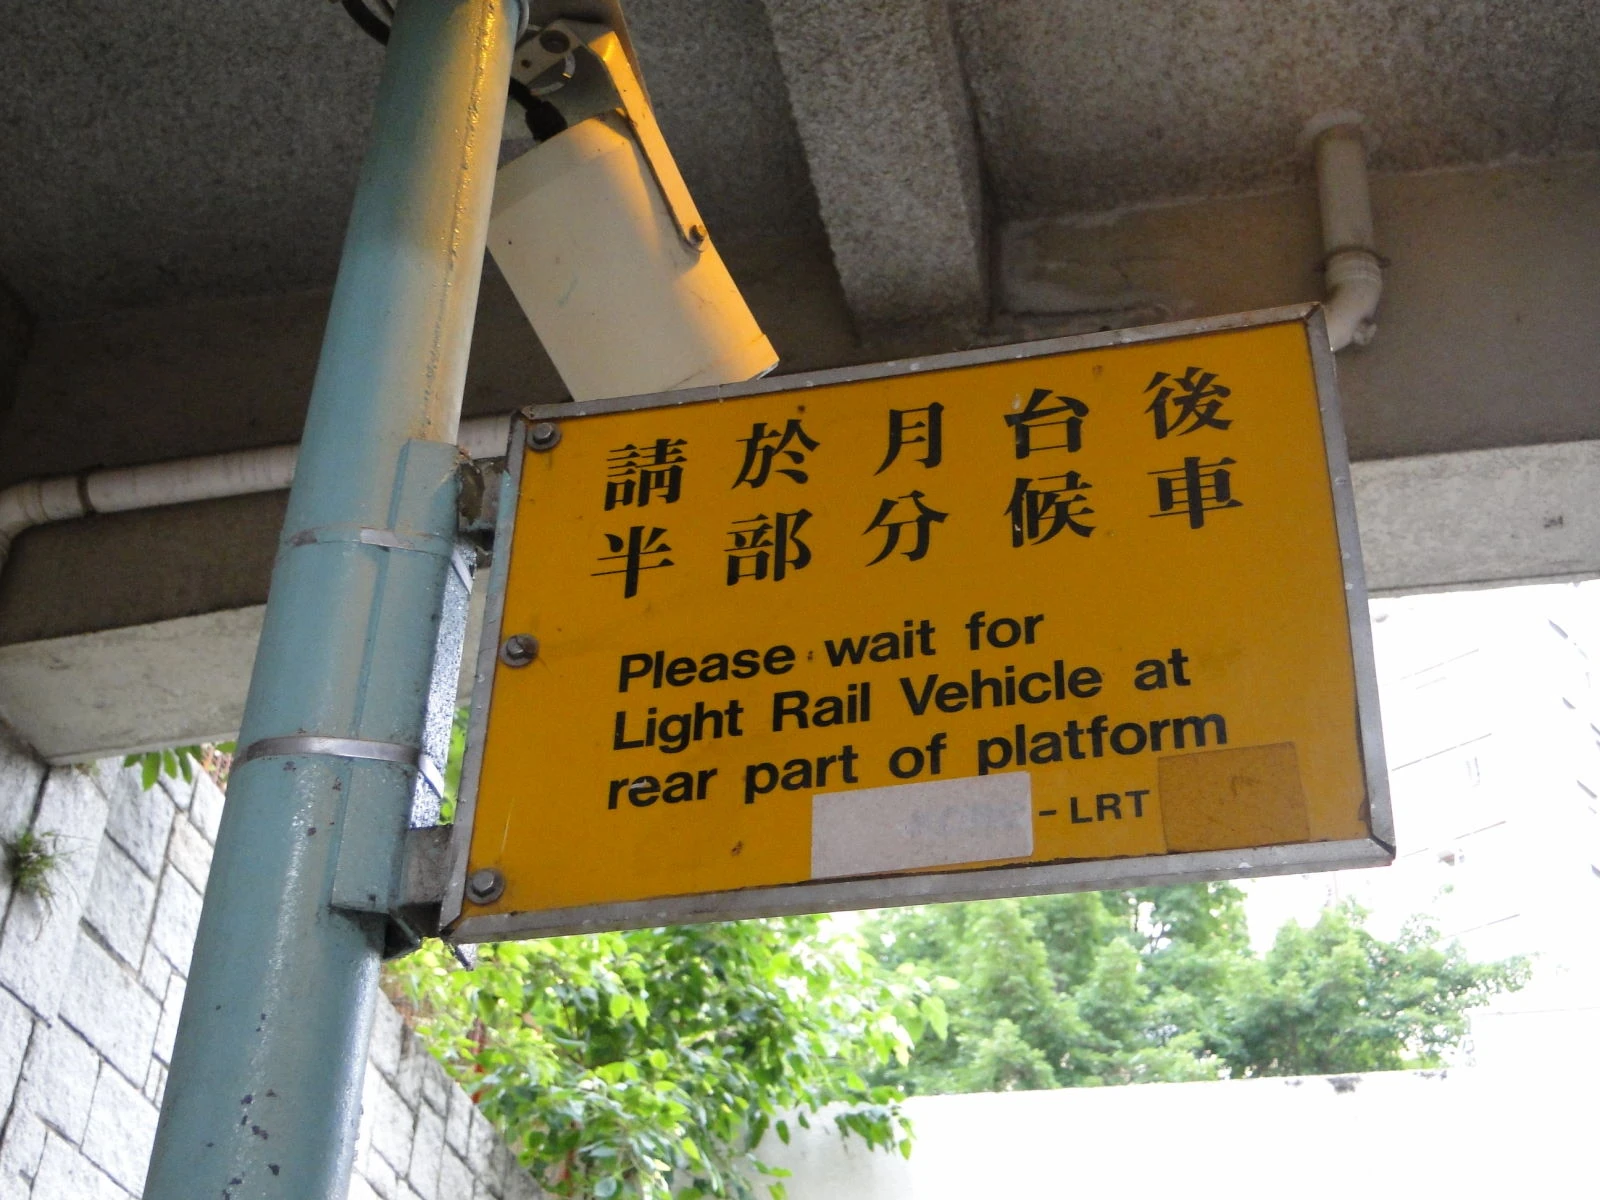 請於月台後
半部分候車
Please wait for
Light Rail Vehicle at
rear part of platform
- LRT